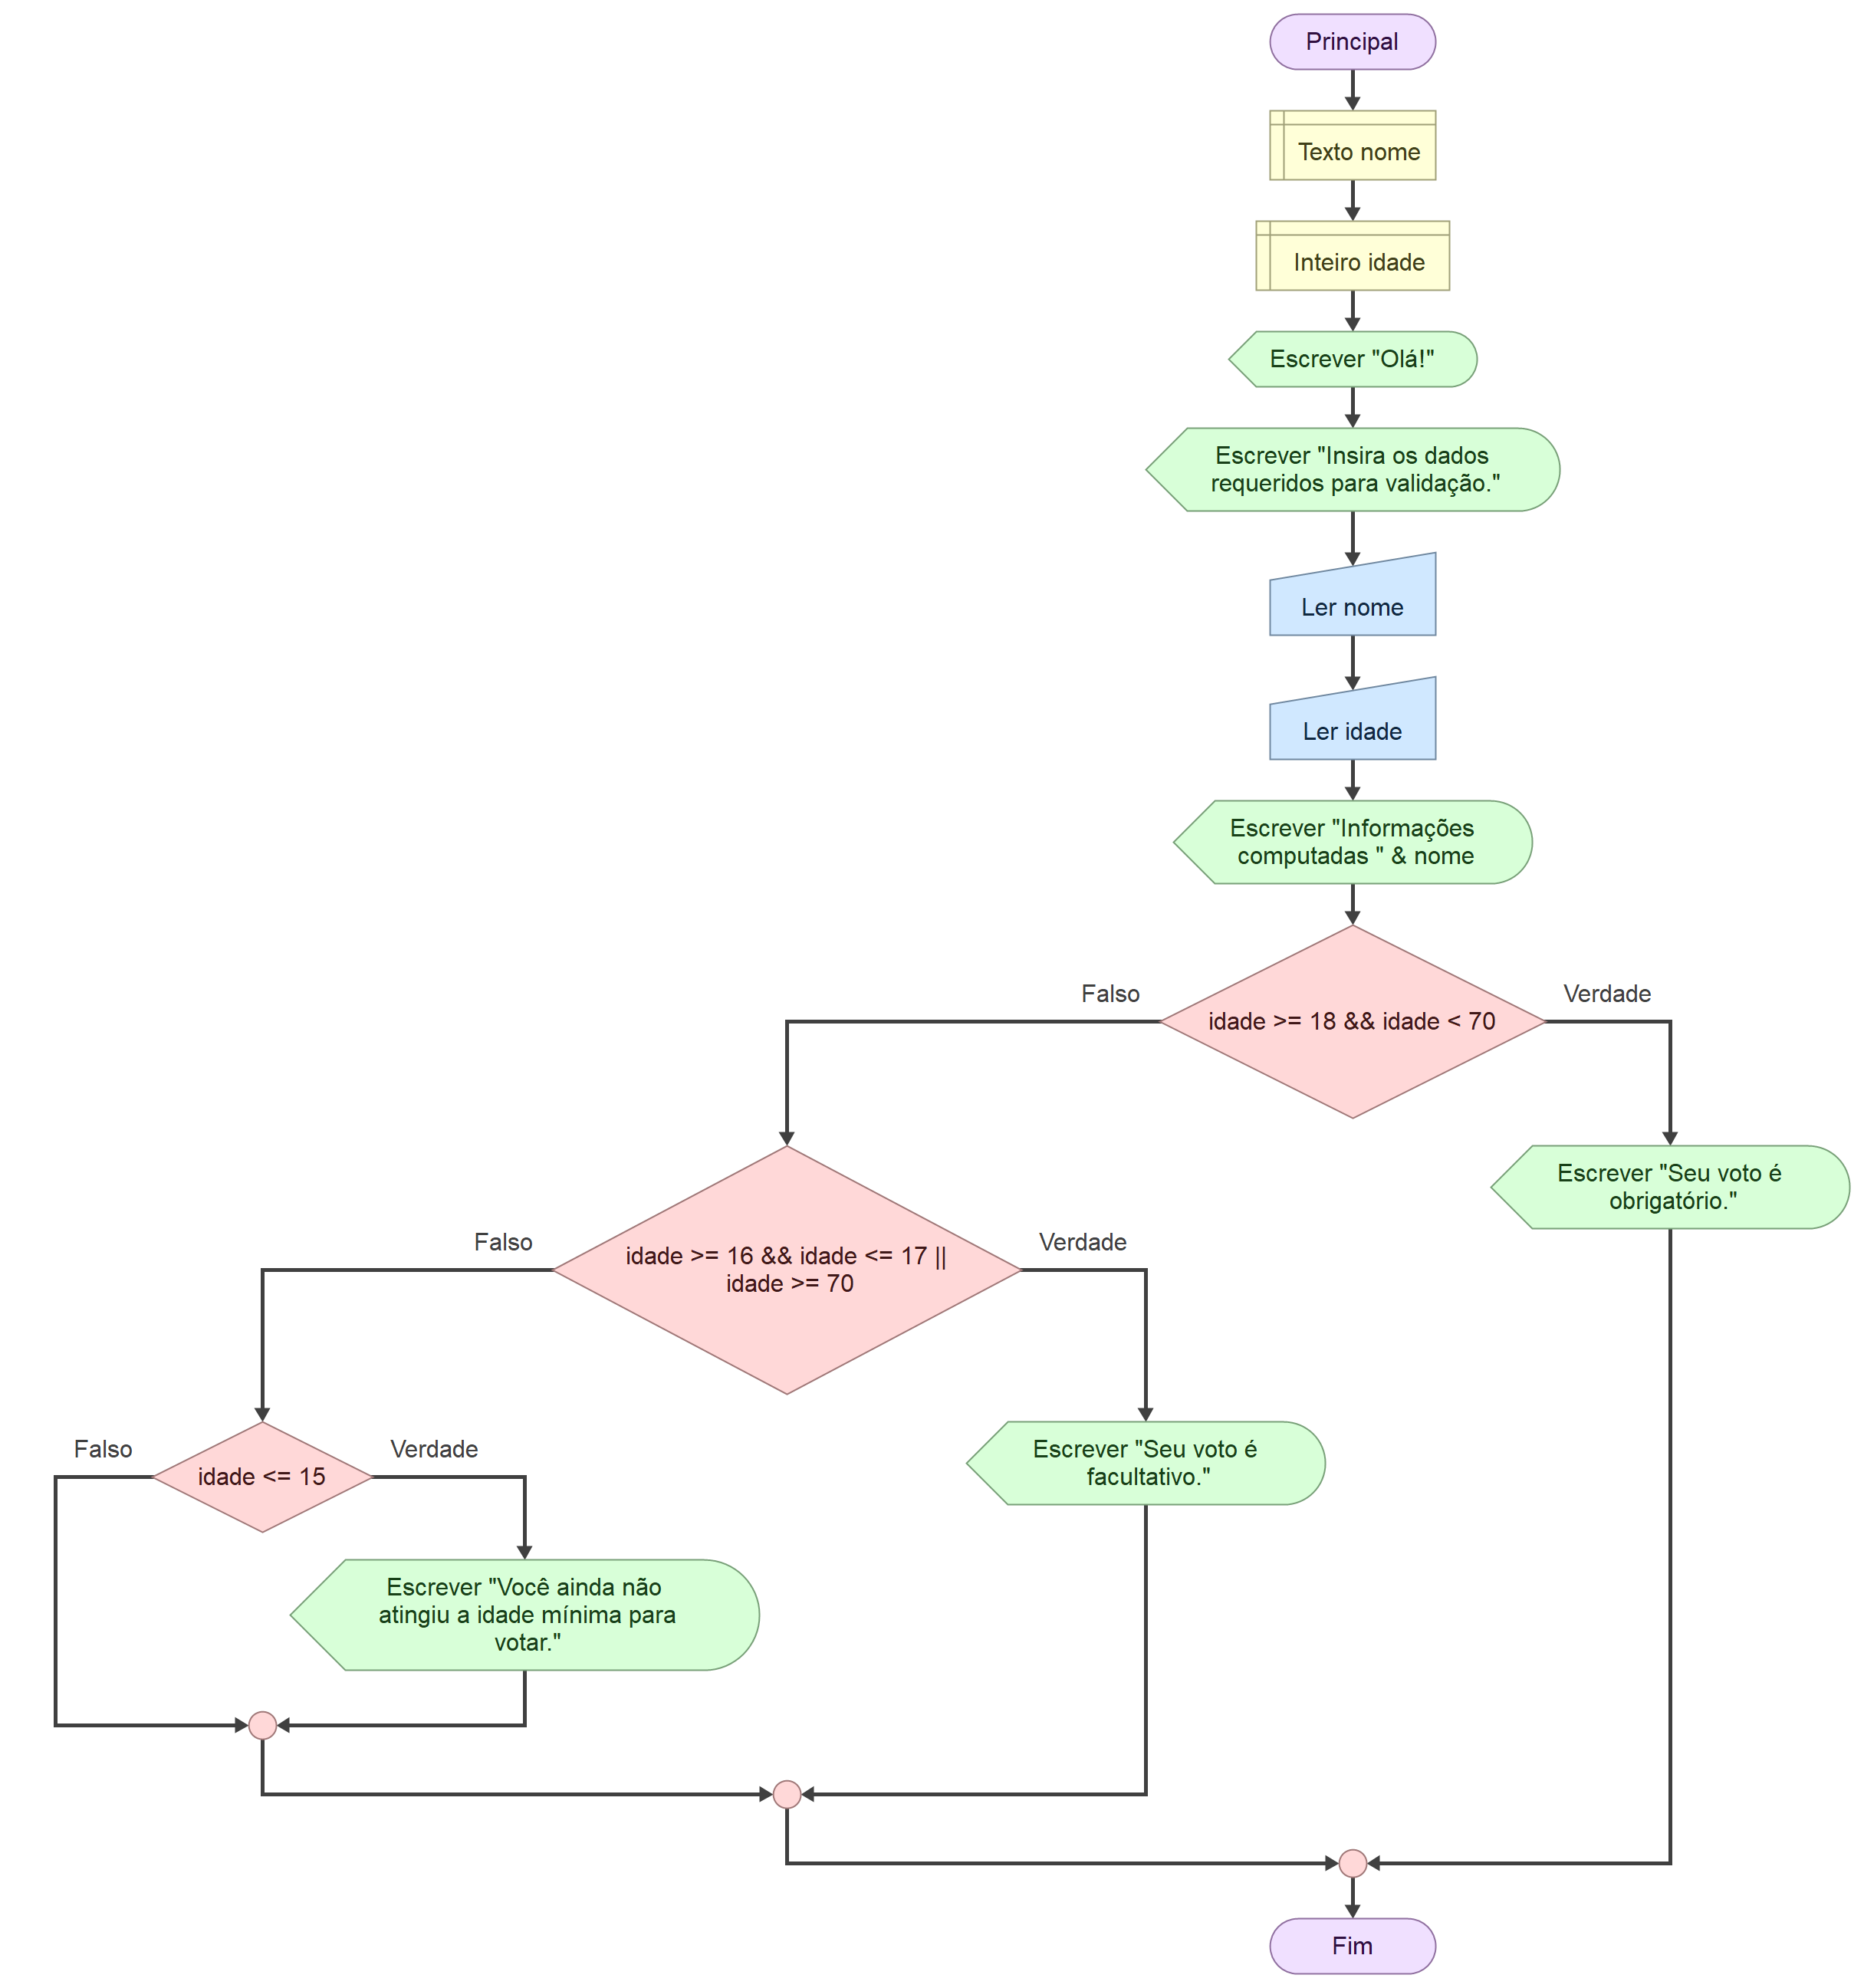 Principal
Texto nome
Inteiro idade
Escrever "Olá!"
Escrever "Insira os dados
requeridos para validação."
Ler nome
Ler idade
Escrever "Informações
computadas " & nome
idade >= 18 && idade < 70
Falso
Verdade
Escrever "Seu voto é
obrigatório."
idade >= 16 && idade <= 17 ||
idade >= 70
Falso
Verdade
Escrever "Seu voto é
facultativo."
idade <= 15
Falso
Verdade
Escrever "Você ainda não
atingiu a idade mínima para
votar."
Fim